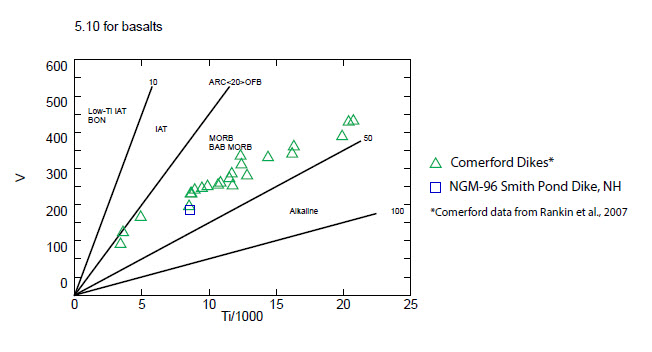 5.10 for basalts
600
500
400
300
200
100
0
V
10
ARC<20>OFB
Low-Ti IAT
BON
IAT
MORB
BAB MORB
50
Alkaline
100
0 5 10 15 20 25
Ti/1000
Comerford Dikes*
NGM-96 Smith Pond Dike, NH
*Comerford data from Rankin et al., 2007